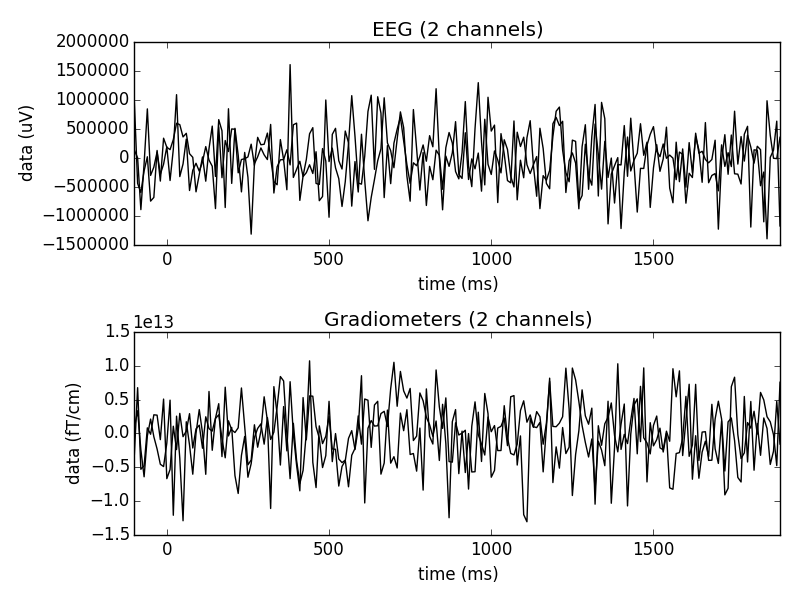 EEG (2 channels)
2000000
1500000
1000000
500000
0
−500000
−1000000
−1500000
data (uV)
0 500 1000 1500
time (ms)
Gradiometers (2 channels)
1e13
1.5
1.0
0.5
0.0
−0.5
−1.0
−1.5
data (fT/cm)
0 500 1000 1500
time (ms)